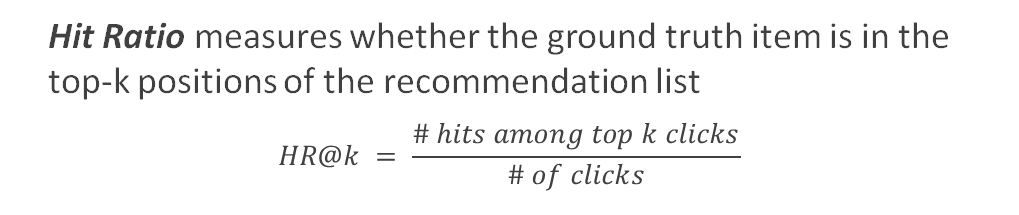 Hit Ratio measures whether the ground truth item is in the
top-k positions of the recommendation list
HR@k = # hits among top k clicks
# of clicks